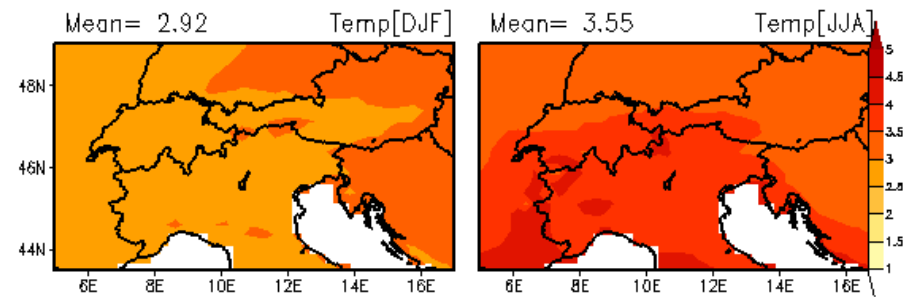 Mean= 2.92 Temp[DJF]
Mean= 3.55 Temp[JJA]
48N
46N
44N
6E 8E 10E 12E 14E 16E
6E 8E 10E 12E 14E 16E
5
4.5
4
3.5
3
2.5
2
1.5
1